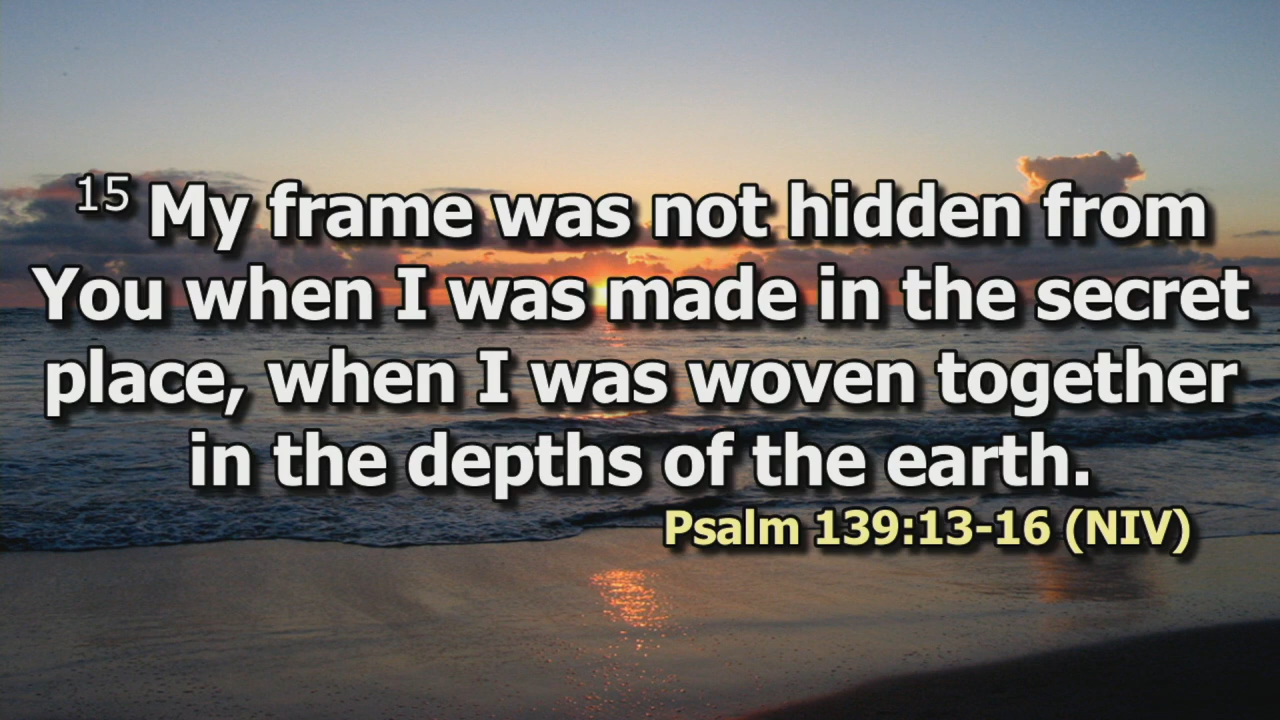 15 My frame was not hidden from
You when I was made in the secret
place, when I was woven together
in the depths of the earth.
Psalm 139:13-16 (NIV)